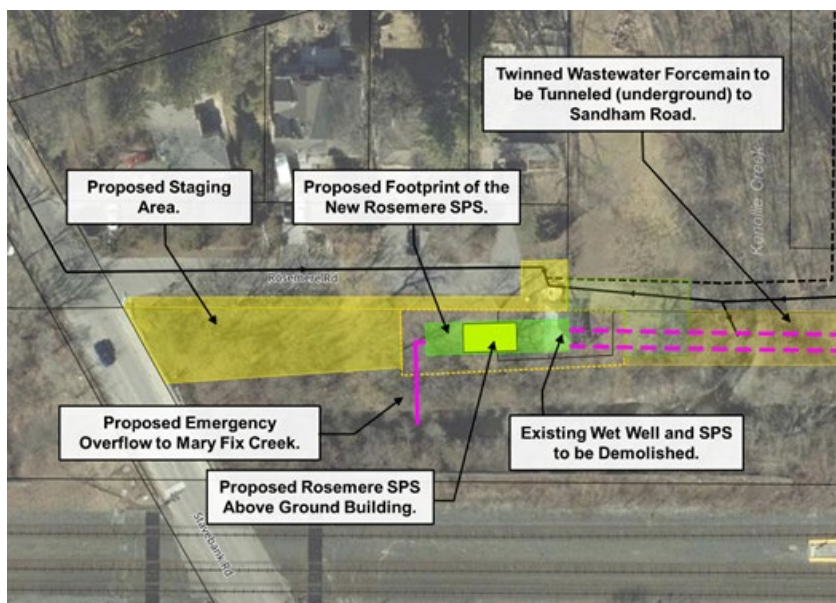 Twinned Wastewater Forcemain to
be Tunneled (underground) to
Sandham Road.
Kenollie Creek
Proposed Staging
Area.
Proposed Footprint of the
New Rosemere SPS.
Rosemere Rd
Proposed Emergency
Overflow to Mary Fix Creek.
Existing Wet Well and SPS
to be Demolished.
Proposed Rosemere SPS
Above Ground Building.
Stavebank Rd